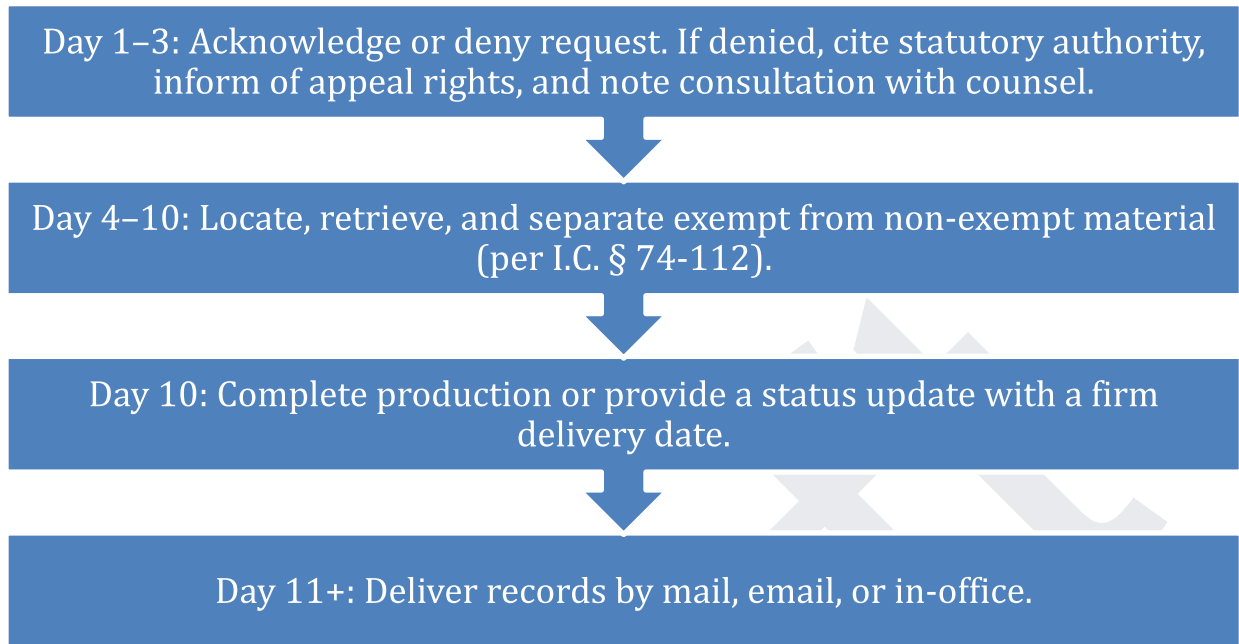 Day 1–3: Acknowledge or deny request. If denied, cite statutory authority,
inform of appeal rights, and note consultation with counsel.
Day 4–10: Locate, retrieve, and separate exempt from non-exempt material
(per I.C. § 74-112).
Day 10: Complete production or provide a status update with a firm
delivery date.
Day 11+: Deliver records by mail, email, or in-office.